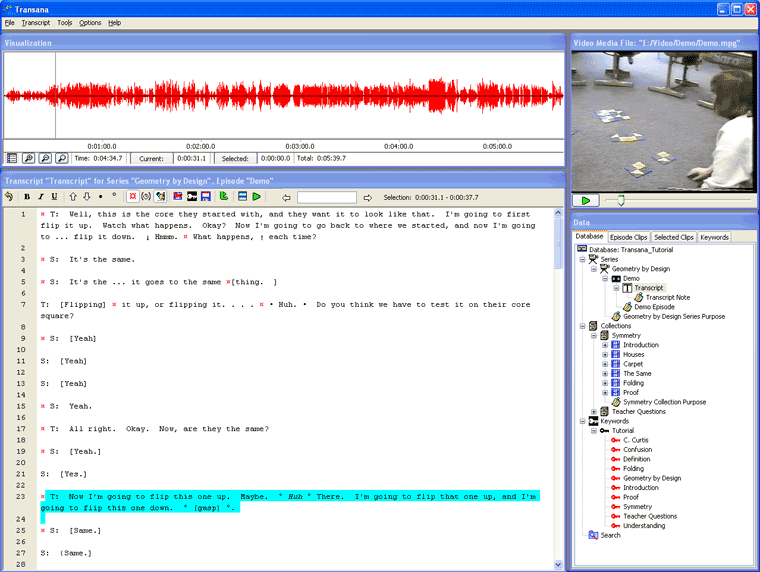 Transana
File Transcript Tools Options Help
Visualization
0:01:00.0 0:02:00.0 0:03:00.0 0:04:00.0 0:05:00.0
Time: 0:04:34.7 Current: 0:00:31.1 Selected: 0:00:00.0 Total: 0:05:39.7
Transcript "Transcript" for Series "Geometry by Design", Episode "Demo"
B I U Selection: 0:00:31.1 - 0:00:37.7
1 ¤ T: Well, this is the core they started with, and they want it to look like that. I'm going to first
flip it up. Watch what happens. Okay? Now I'm going to go back to where we started, and now I'm going
to ... flip it down. ¡ Hmmm. ¤ What happens, ↑ each time?
2
3 ¤ S: It's the same.
4
5 ¤ S: It's the ... it goes to the same ¤[thing. ]
6
7 T: [Flipping] ¤ it up, or flipping it. . . . ¤ • Huh. • Do you think we have to test it on their core
square?
8
9 ¤ S: [Yeah]
10
11 S: [Yeah]
12
13 S: [Yeah]
14
15 ¤ S: Yeah.
16
17 ¤ T: All right. Okay. Now, are they the same?
18
19 ¤ S: [Yeah.]
20
21 S: [Yes.]
22
23 ¤ T: Now I'm going to flip this one up. Maybe. ° Huh ° There. I'm going to flip that one up, and I'm
going to flip this one down. ° (gasp) °.
24
25 ¤ S: [Same.]
26
27 S: (Same.]
28
Video Media File: "E:/Video/Demo/Demo.mpg"
Data
Database Episode Clips Selected Clips Keywords
Database: Transana_Tutorial
Series
Geometry by Design
Demo
Transcript
Transcript Note
Demo Episode
Geometry by Design Series Purpose
Collections
Symmetry
Introduction
Houses
Carpet
The Same
Folding
Proof
Symmetry Collection Purpose
Teacher Questions
Keywords
Tutorial
C. Curtis
Confusion
Definition
Folding
Geometry by Design
Introduction
Proof
Symmetry
Teacher Questions
Understanding
Search